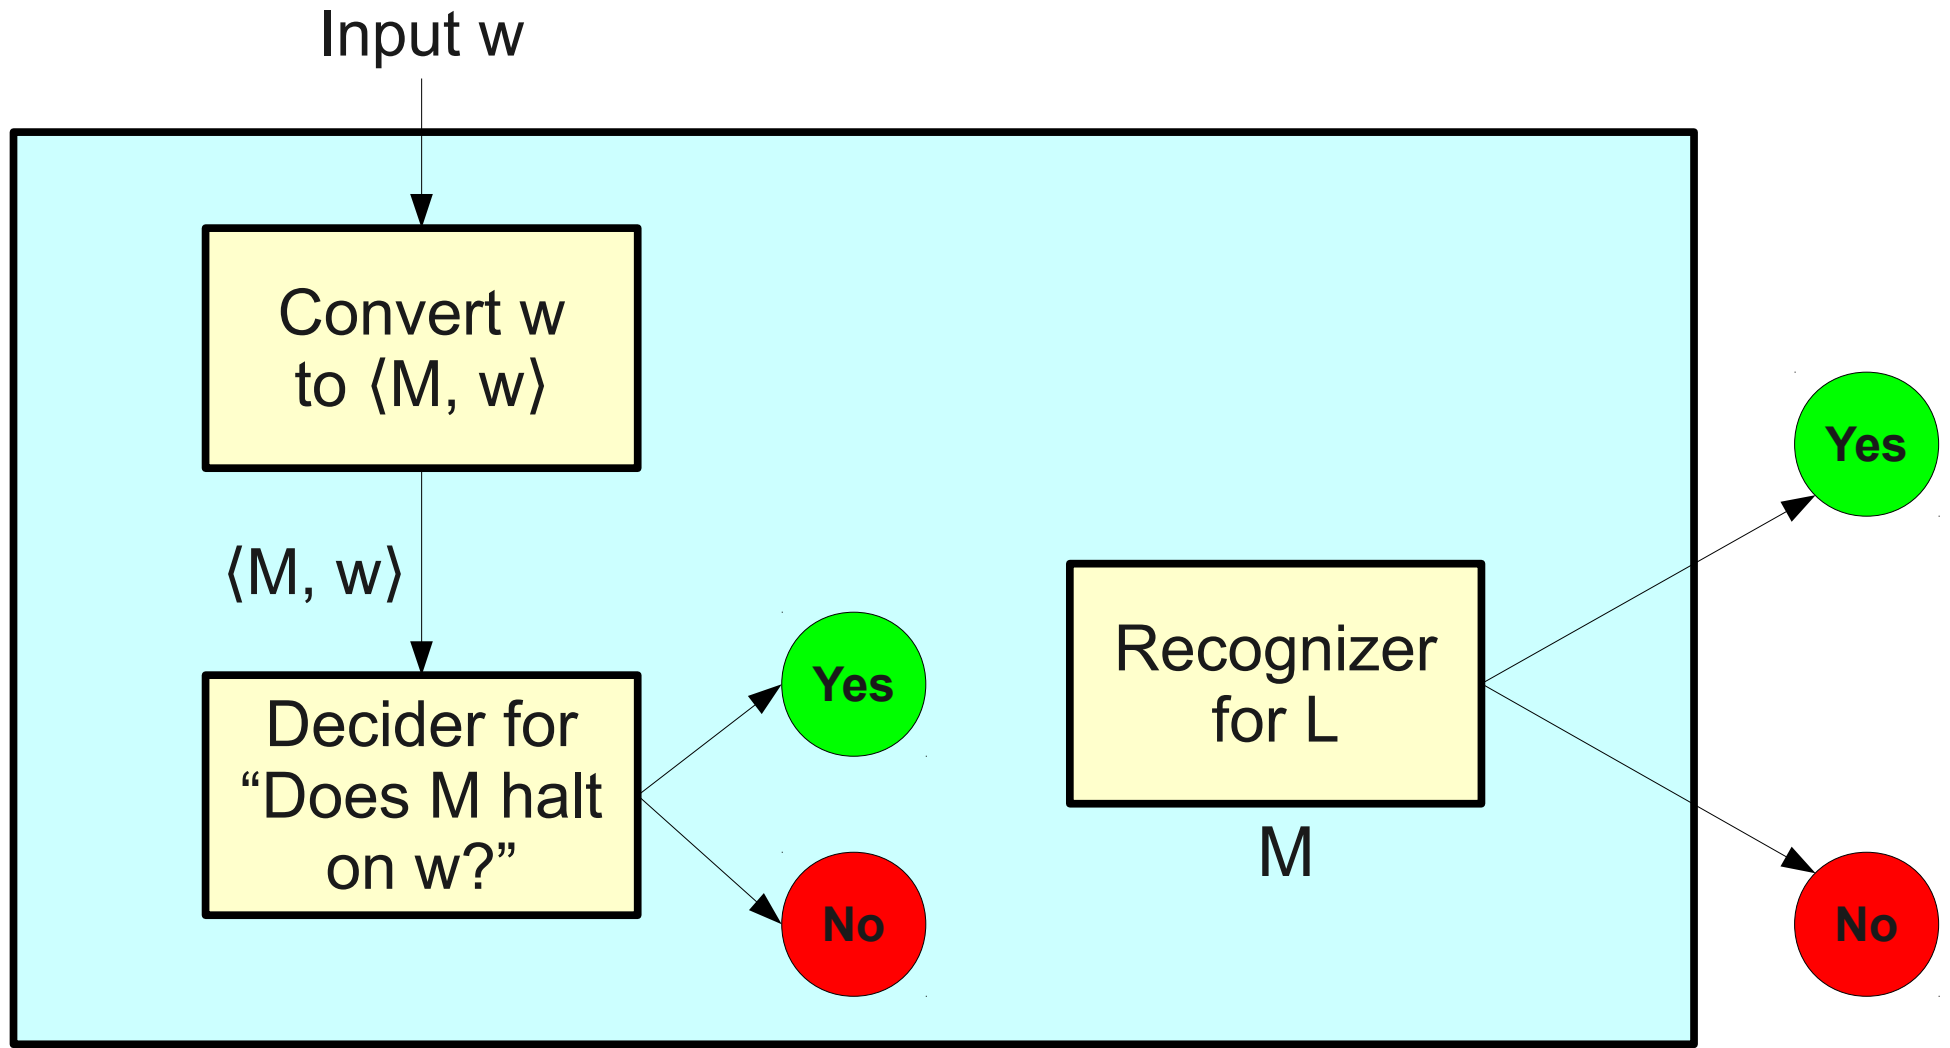 Input w
Convert w
to ⟨M, w⟩
⟨M, w⟩
Decider for
“Does M halt
on w?”
Yes
No
Recognizer
for L
M
Yes
No